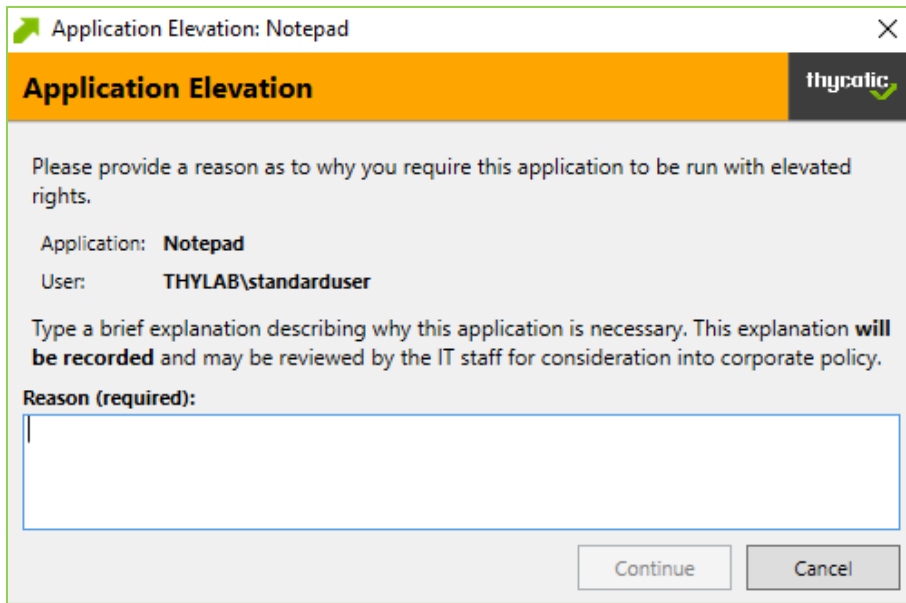 Application Elevation: Notepad
Application Elevation
thycotic
Please provide a reason as to why you require this application to be run with elevated
rights.
Application: Notepad
User: THYLAB\standarduser
Type a brief explanation describing why this application is necessary. This explanation will
be recorded and may be reviewed by the IT staff for consideration into corporate policy.
Reason (required):
Continue
Cancel